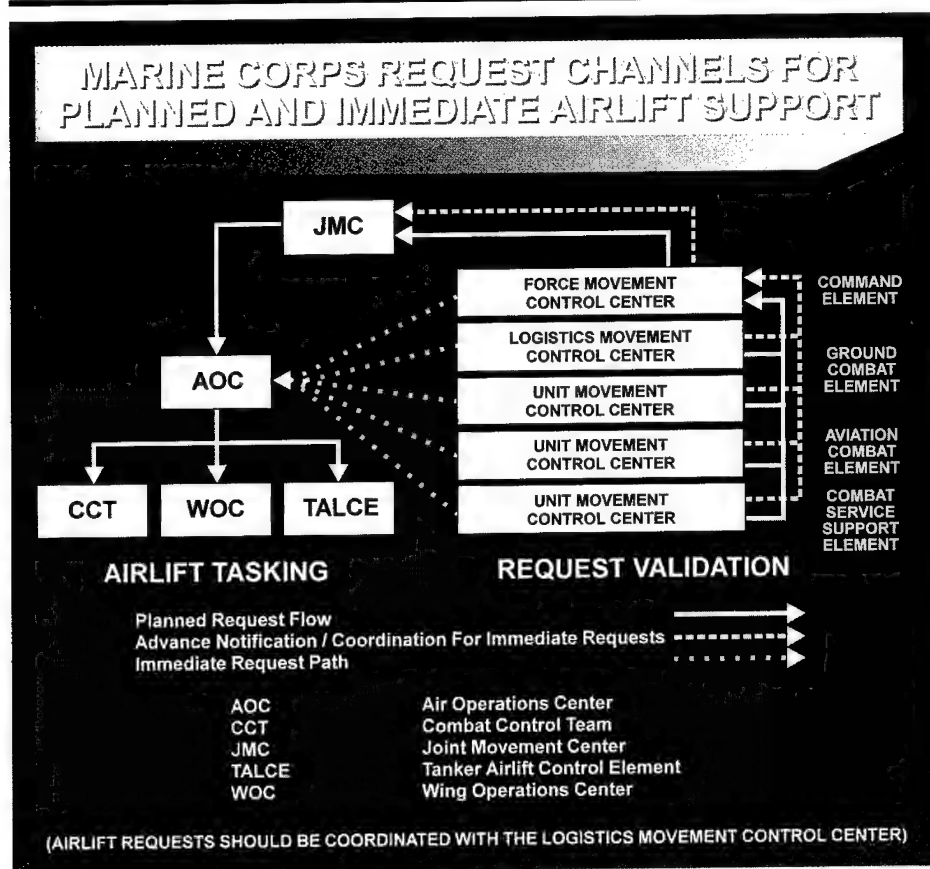 MARINE CORPS REQUEST CHANNELS FOR
PLANNED AND IMMEDIATE AIRLIFT SUPPORT
JMC
FORCE MOVEMENT
CONTROL CENTER
COMMAND
ELEMENT
LOGISTICS MOVEMENT
CONTROL CENTER
GROUND
COMBAT
ELEMENT
AOC
UNIT MOVEMENT
CONTROL CENTER
UNIT MOVEMENT
CONTROL CENTER
AVIATION
COMBAT
ELEMENT
CCT
WOC
TALCE
UNIT MOVEMENT
CONTROL CENTER
COMBAT
SERVICE
SUPPORT
ELEMENT
AIRLIFT TASKING
REQUEST VALIDATION
Planned Request Flow
Advance Notification / Coordination For Immediate Requests
Immediate Request Path
AOC Air Operations Center
CCT Combat Control Team
JMC Joint Movement Center
TALCE Tanker Airlift Control Element
WOC Wing Operations Center
(AIRLIFT REQUESTS SHOULD BE COORDINATED WITH THE LOGISTICS MOVEMENT CONTROL CENTER)